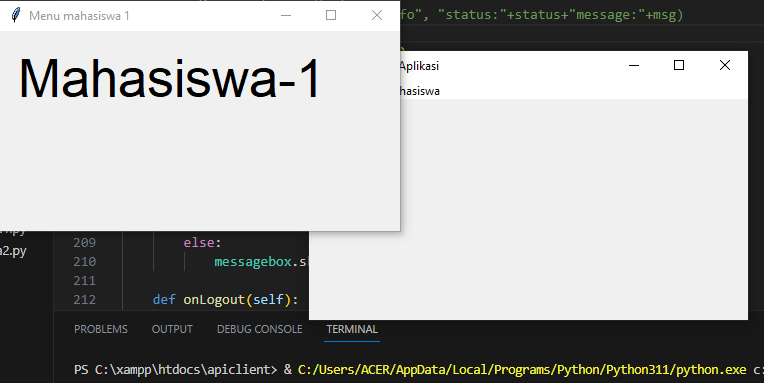 Menu mahasiswa 1
Mahasiswa-1
fo", "status:"+status+"message:"+msg)
Aplikasi
hasiswa
a2.py
209 else:
210 messagebox.s
211
212 def onLogout(self):
PROBLEMS OUTPUT DEBUG CONSOLE TERMINAL
PS C:\xampp\htdocs\apiclient> & C:/Users/ACER/AppData/Local/Programs/Python/Python311/python.exe c: